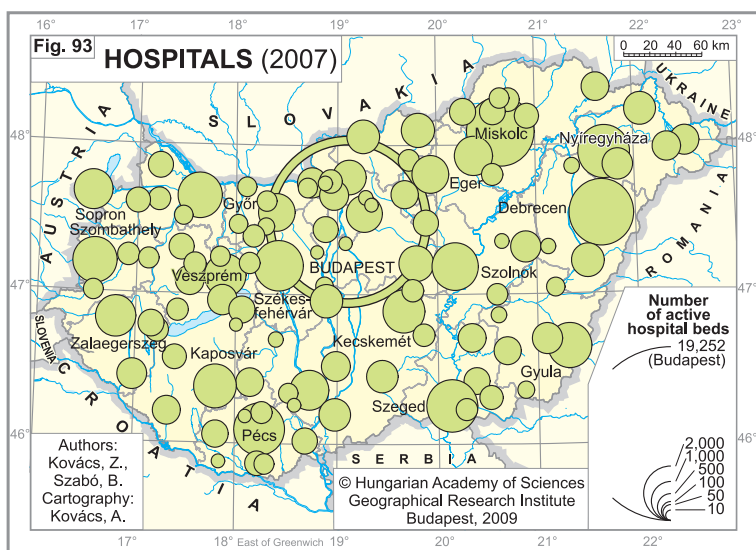 16° 17° 18° 19° 20° 21° 22° 23°
Fig. 93
HOSPITALS (2007)
0 20 40 60 km
SLOVAKIA
UKRAINE
AUSTRIA
48°
48°
Miskolc
Nyíregyháza
Eger
Sopron
Győr
Debrecen
Szombathely
ROMANIA
BUDAPEST
Szolnok
Veszprém
47°
47°
Székes-
fehérvár
Number
of active
hospital beds
19,252
(Budapest)
SLOVENIA
Zalaegerszeg
Kaposvár
Kecskemét
Gyula
CROATIA
Szeged
Pécs
46°
46°
2,000
1,000
500
100
50
10
SERBIA
Authors:
Kovács, Z.,
Szabó, B.
Cartography:
Kovács, A.
© Hungarian Academy of Sciences
Geographical Research Institute
Budapest, 2009
17° 18° East of Greenwich 19° 20° 21° 22°